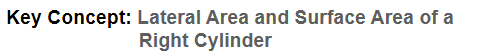 Key Concept: Lateral Area and Surface Area of a
Right Cylinder